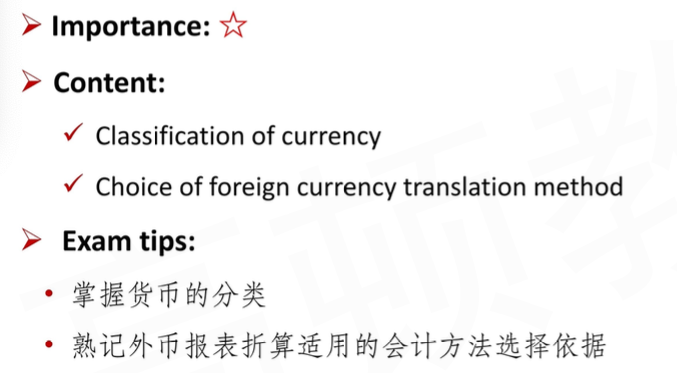 Importance: ☆
Content:
Classification of currency
Choice of foreign currency translation method
Exam tips:
掌握货币的分类
熟记外币报表折算适用的会计方法选择依据